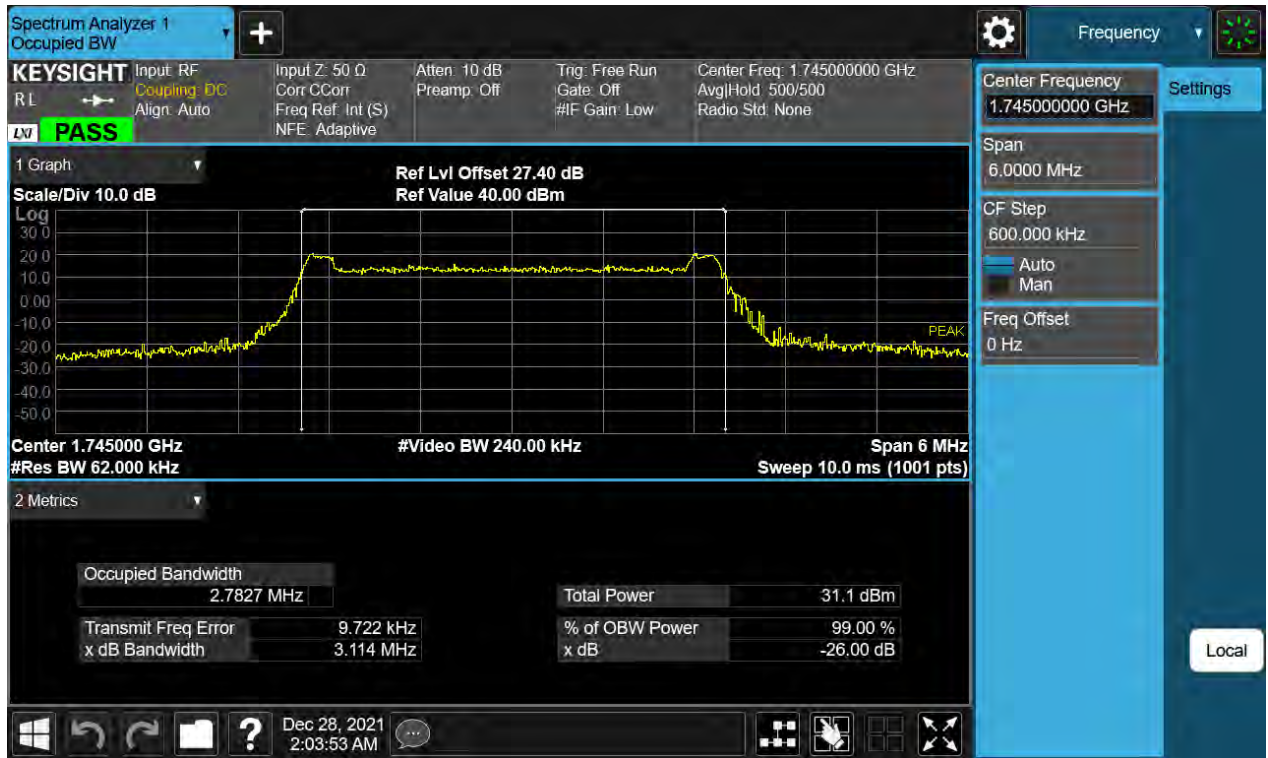 Spectrum Analyzer 1
Occupied BW
+
Frequency
KEYSIGHT
RL
LXI
PASS
Input: RF
Coupling: DC
Align: Auto
Input Z: 50 Ω
Corr CCorr
Freq Ref: Int (S)
NFE: Adaptive
Atten: 10 dB
Preamp: Off
Trig: Free Run
Gate: Off
#IF Gain: Low
Center Freq: 1.745000000 GHz
Avg|Hold: 500/500
Radio Std: None
Center Frequency
1.745000000 GHz
Settings
Span
6.0000 MHz
CF Step
600.000 kHz
Auto
Man
Freq Offset
0 Hz
1 Graph
Scale/Div 10.0 dB
Ref Lvl Offset 27.40 dB
Ref Value 40.00 dBm
Log
30.0
20.0
10.0
0.00
-10.0
-20.0
-30.0
-40.0
-50.0
PEAK
Center 1.745000 GHz
#Video BW 240.00 kHz
Span 6 MHz
#Res BW 62.000 kHz
Sweep 10.0 ms (1001 pts)
2 Metrics
Occupied Bandwidth
2.7827 MHz
Transmit Freq Error 9.722 kHz
x dB Bandwidth 3.114 MHz
Total Power 31.1 dBm
% of OBW Power 99.00 %
x dB -26.00 dB
Local
?
Dec 28, 2021
2:03:53 AM